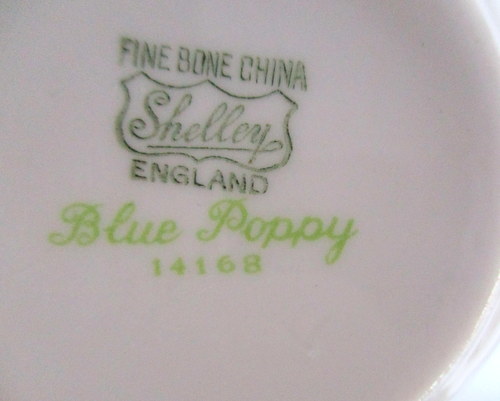 FINE BONE CHINA
Shelley
ENGLAND
Blue Poppy
14168